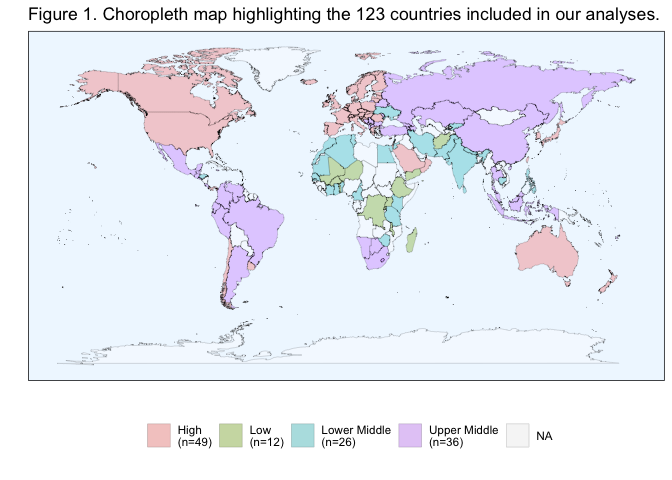 Figure 1. Choropleth map highlighting the 123 countries included in our analyses.
High
(n=49)
Low
(n=12)
Lower Middle
(n=26)
Upper Middle
(n=36)
NA